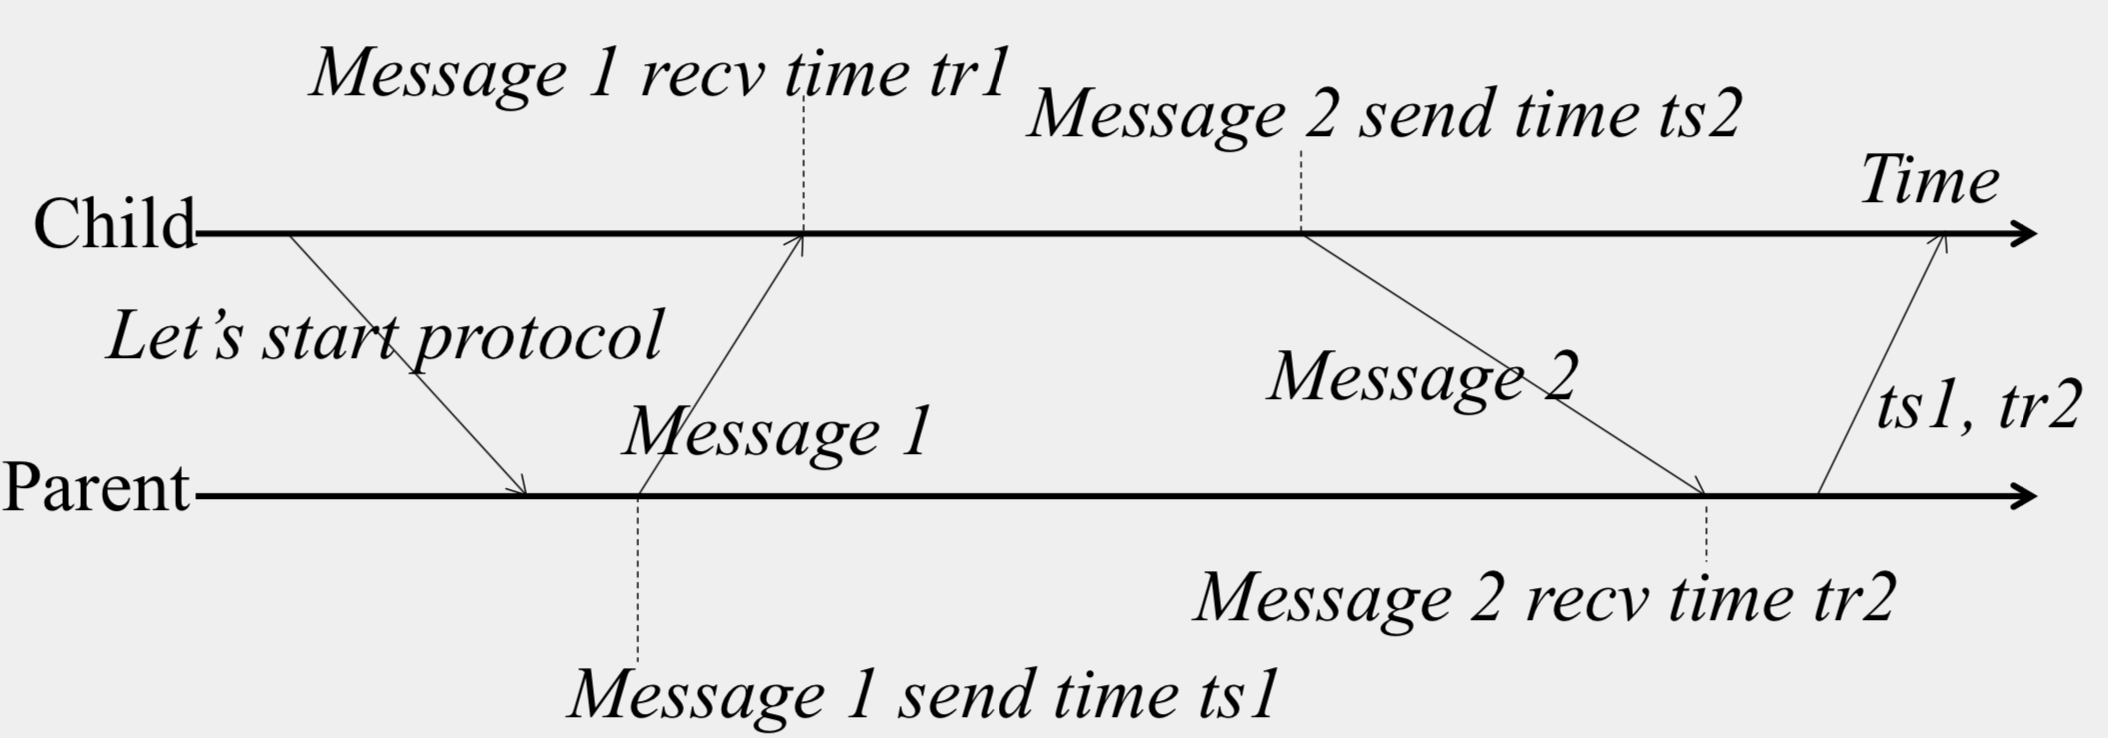 Message 1 recv time tr1
Message 2 send time ts2
Time
Child
Let's start protocol
Message 2
ts1, tr2
Message 1
Parent
Message 2 recv time tr2
Message 1 send time ts1